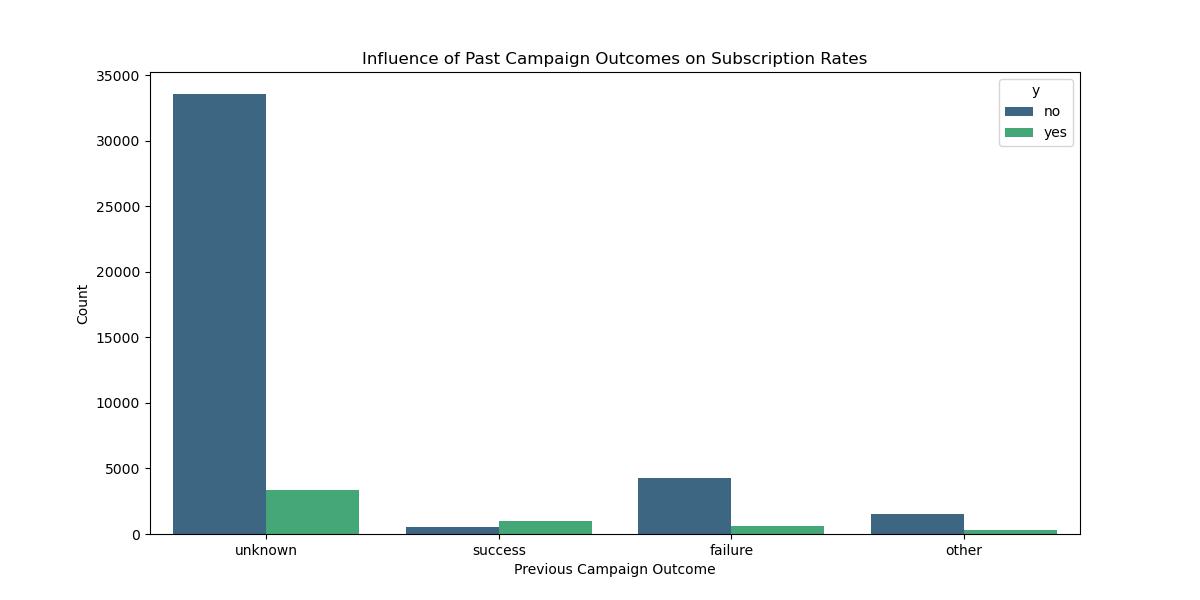 Influence of Past Campaign Outcomes on Subscription Rates
35000
30000
25000
20000
15000
10000
5000
0
Count
y
no
yes
unknown
success
failure
other
Previous Campaign Outcome